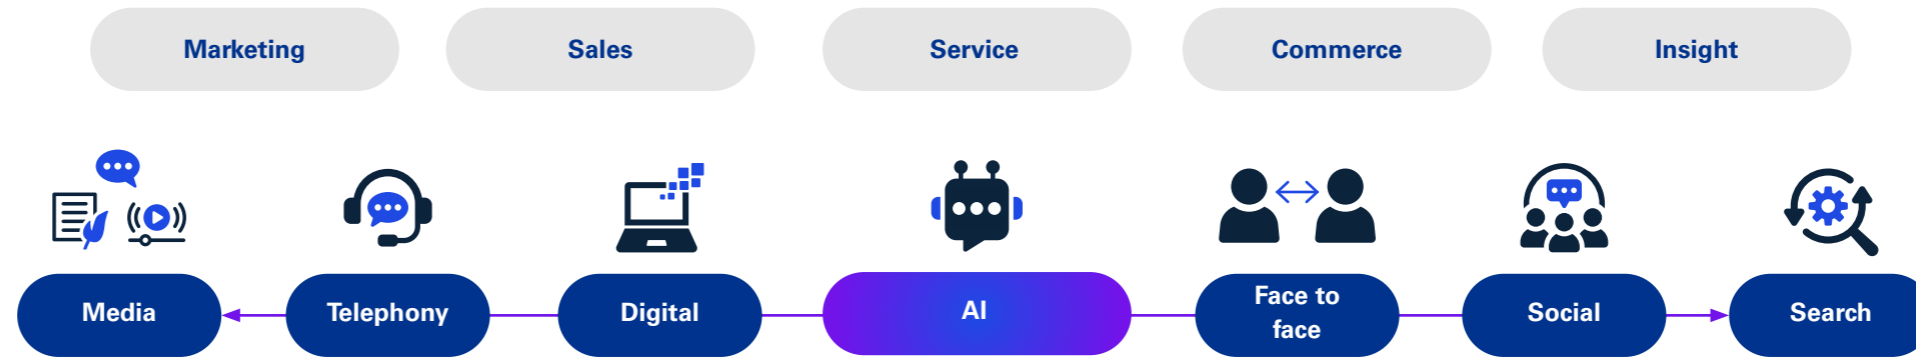 Marketing
Sales
Service
Commerce
Insight
Media
Telephony
Digital
AI
Face to
face
Social
Search